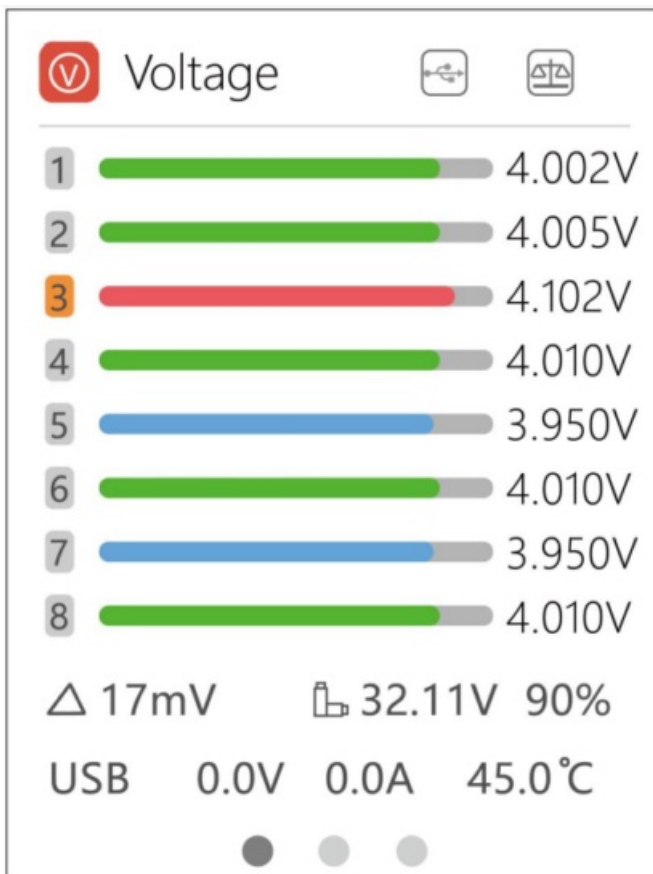 V Voltage
1 4.002V
2 4.005V
3 4.102V
4 4.010V
5 3.950V
6 4.010V
7 3.950V
8 4.010V
△ 17mV 32.11V 90%
USB 0.0V 0.0A 45.0℃